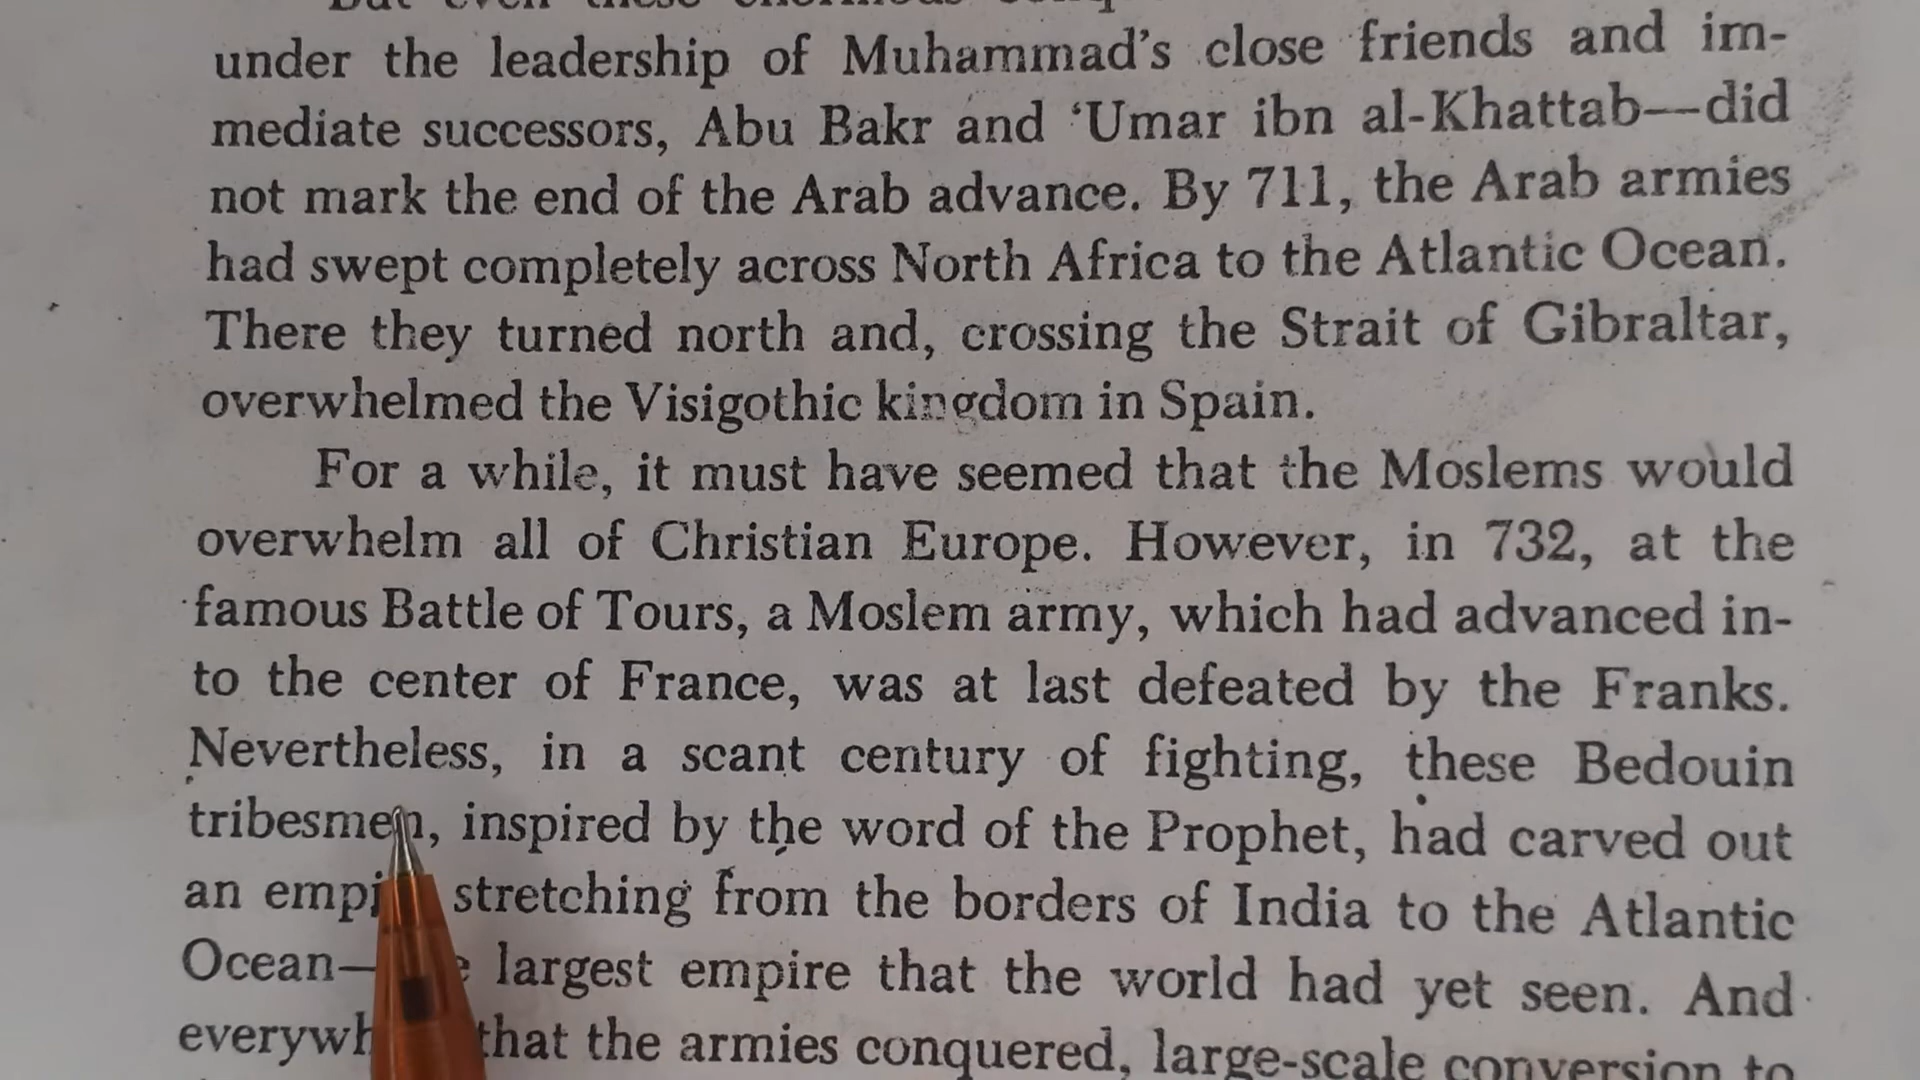 But even these enormous
under the leadership of Muhammad's close friends and im-
mediate successors, Abu Bakr and ‘Umar ibn al-Khattab—did
not mark the end of the Arab advance. By 711, the Arab armies
had swept completely across North Africa to the Atlantic Ocean.
There they turned north and, crossing the Strait of Gibraltar,
overwhelmed the Visigothic kingdom in Spain.
For a while, it must have seemed that the Moslems would
overwhelm all of Christian Europe. However, in 732, at the
famous Battle of Tours, a Moslem army, which had advanced in-
to the center of France, was at last defeated by the Franks.
Nevertheless, in a scant century of fighting, these Bedouin
tribesmen, inspired by the word of the Prophet, had carved out
an stretching from the borders of India to the Atlantic
Ocean— largest empire that the world had yet seen. And
that the armies conquered, large-scale conversion to